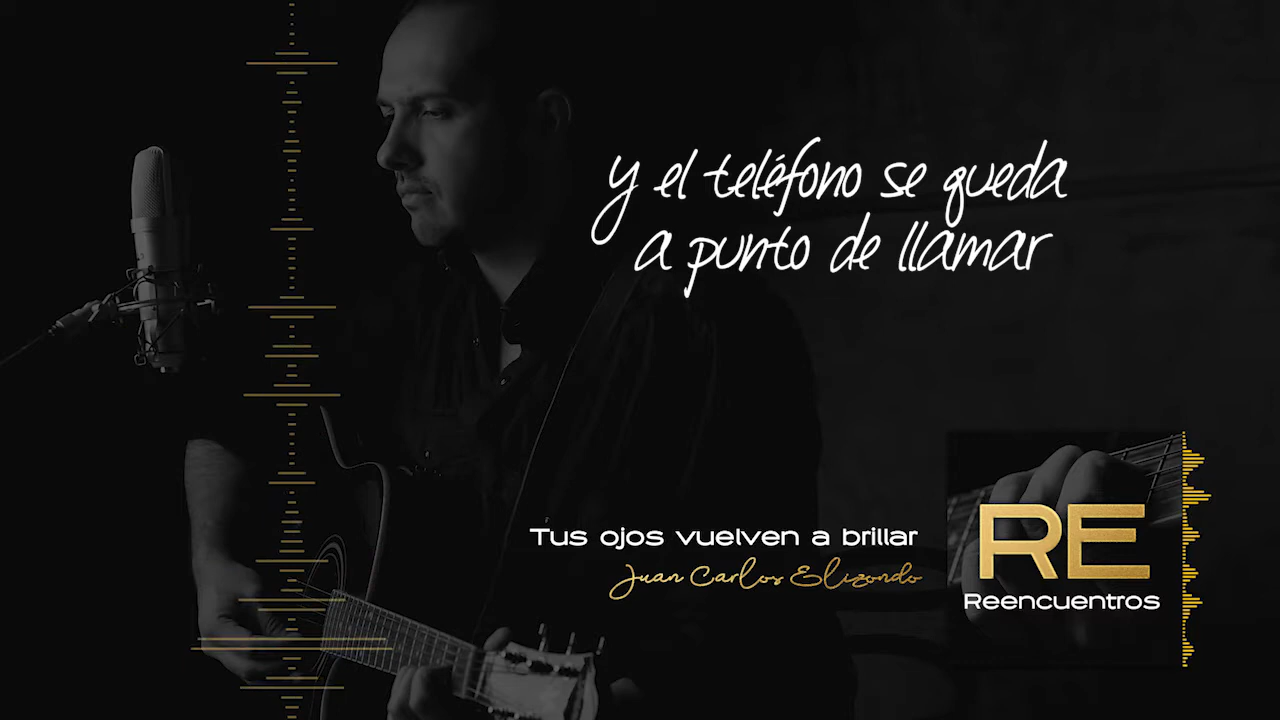 y el teléfono se queda
a punto de llamar
Tus ojos vuelven a brillar
Juan Carlos Elizondo
RE
Reencuentros